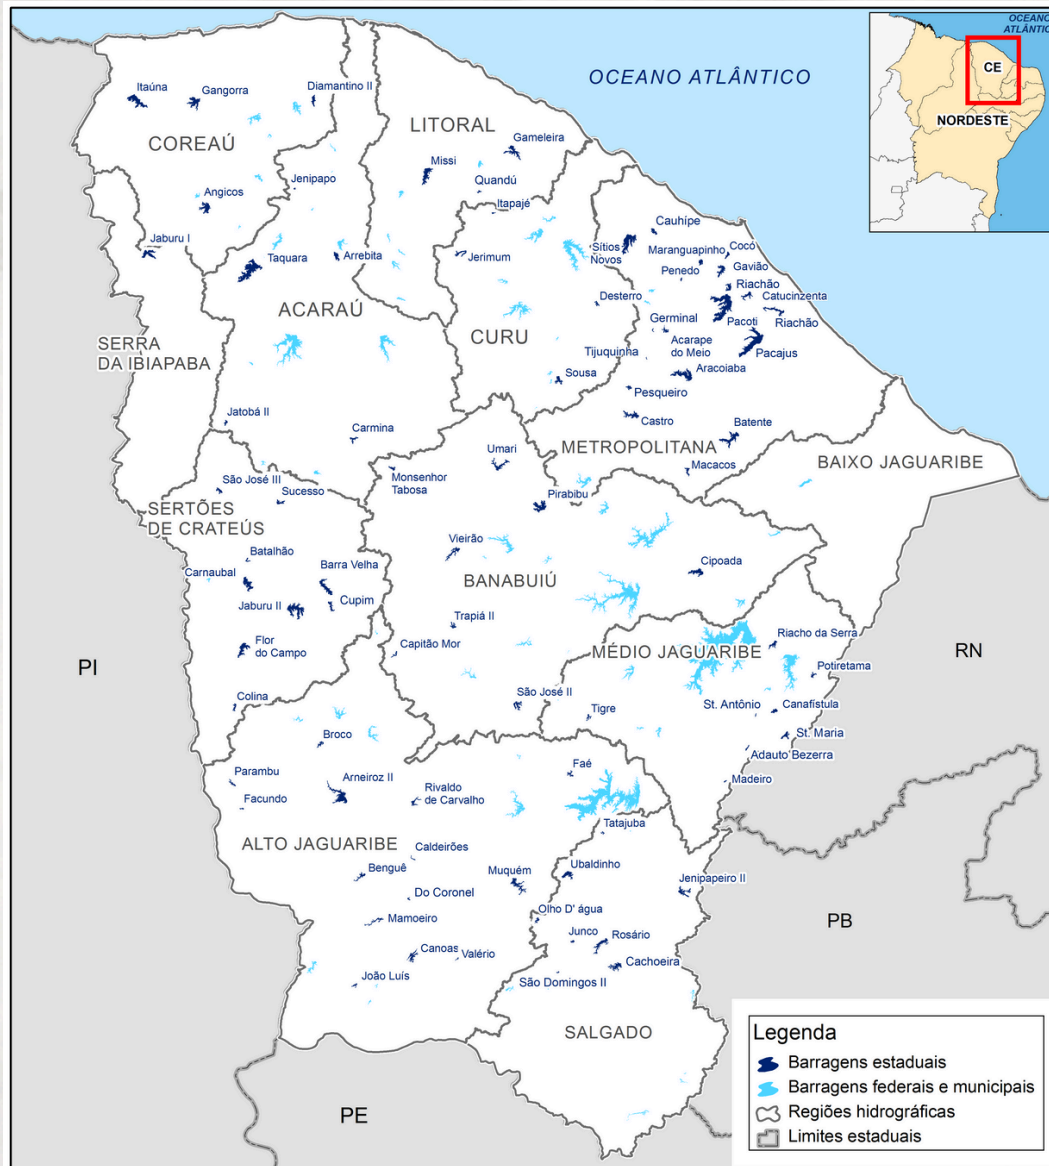 OCEANO
ATLÂNTICO
CE
NORDESTE
OCEANO ATLÂNTICO
Itaúna
Gangorra
Diamantino II
COREAÚ
LITORAL
Gameleira
Missi
Jenipapo
Quandú
Angicos
Itapajé
Cauhípe
Jaburu I
Taquara
Arrebita
Jerimum
Sítios
Novos
Maranguapinho
Cocó
Penedo
Gavião
Riachão
Catucinzenta
Desterro
ACARAÚ
Germinal
Pacoti
Riachão
CURU
Acarape
do Meio
SERRA
DA IBIAPABA
Tijuquinha
Pacajus
Aracoiaba
Sousa
Pesqueiro
Jatobá II
Castro
Carmina
Batente
Umari
METROPOLITANA
BAIXO JAGUARIBE
Macacos
São José III
Sucesso
Monsenhor
Tabosa
Pirabibu
SERTÕES
DE CRATEÚS
Vieirão
Batalhão
Barra Velha
Carnaubal
BANABUIÚ
Cipoada
Jaburu II
Cupim
Trapiá II
Flor
do Campo
Capitão Mor
MÉDIO JAGUARIBE
Riacho da Serra
PI
RN
Potiretama
Colina
São José II
Tigre
St. Antônio
Canafístula
Broco
St. Maria
Adauto Bezerra
Parambu
Arneiroz II
Faé
Madeiro
Facundo
Rivaldo
de Carvalho
Tatajuba
ALTO JAGUARIBE
Caldeirões
Benguê
Muquém
Ubaldinho
Jenipapeiro II
Do Coronel
Olho D' água
Mamoeiro
PB
Junco
Rosário
Canoas
Valério
Cachoeira
João Luís
São Domingos II
SALGADO
PE
Legenda
Barragens estaduais
Barragens federais e municipais
Regiões hidrográficas
Limites estaduais